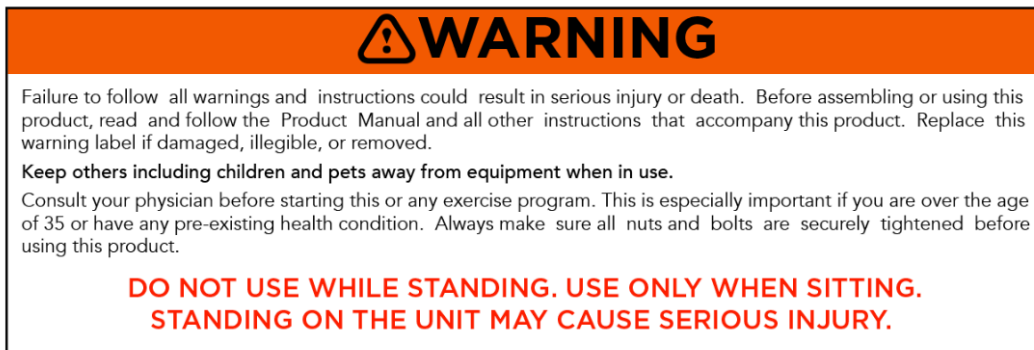 WARNING
Failure to follow all warnings and instructions could result in serious injury or death. Before assembling or using this
product, read and follow the Product Manual and all other instructions that accompany this product. Replace this
warning label if damaged, illegible, or removed.
Keep others including children and pets away from equipment when in use.
Consult your physician before starting this or any exercise program. This is especially important if you are over the age
of 35 or have any pre-existing health condition. Always make sure all nuts and bolts are securely tightened before
using this product.
DO NOT USE WHILE STANDING. USE ONLY WHEN SITTING.
STANDING ON THE UNIT MAY CAUSE SERIOUS INJURY.